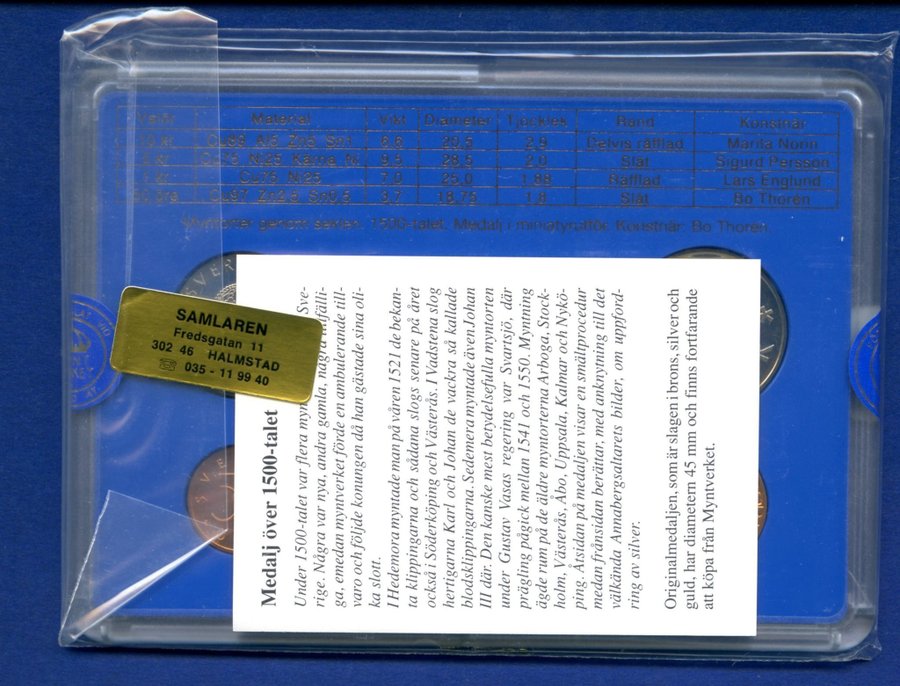 Valör Material Vikt Diameter Tjocklek Rand Konstnär
10 kr Cu89 Al5 Zn5 Sn1 6,6 20,5 2,9 Delvis räfflad Marita Norin
5 kr Cu75 Ni25 Kärna Ni 9,5 28,5 2,0 Slät Sigurd Persson
1 kr Cu75 Ni25 7,0 25,0 1,88 Räfflad Lars Englund
50 öre Cu97 Zn2,5 Sn0,5 3,7 18,75 1,8 Slät Bo Thorén
Myntorter genom seklen. 1500-talet. Medalj i miniatyrutför. Konstnär: Bo Thorén.
SAMLAREN
Fredsgatan 11
302 46 HALMSTAD
☏ 035 - 11 99 40
Medalj över 1500-talet
Under 1500-talet var flera Sve-
rige. Några var nya, andra gamla, några tillfälli-
ga, emedan myntverket förde en ambulerande till-
varo och följde konungen då han gästade sina oli-
ka slott.
I Hedemora myntade man på våren 1521 de bekan-
ta klippingarna och sådana slogs senare på året
också i Söderköping och Västerås. I Vadstena slog
hertigarna Karl och Johan de vackra så kallade
blodsklippingarna. Sedemera myntade även Johan
III där. Den kanske mest betydelsefulla myntorten
under Gustav Vasas regering var Svartsjö, där
prägling pågick mellan 1541 och 1550. Myntning
ägde rum på de äldre myntorterna Arboga, Stock-
holm, Västerås, Åbo, Uppsala, Kalmar och Nykö-
ping. Åtsidan på medaljen visar en smältprocedur
medan frånsidan berättar, med anknytning till det
välkända Annabergsaltarets bilder, om uppford-
ring av silver.
Originalmedaljen, som är slagen i brons, silver och
guld, har diametern 45 mm och finns fortfarande
att köpa från Myntverket.